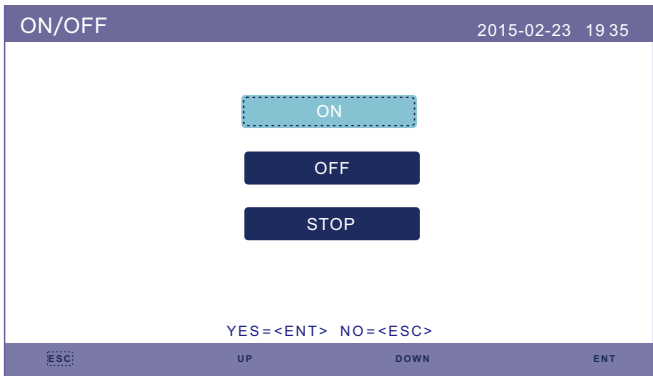 ON/OFF 2015-02-23 19 35
ON
OFF
STOP
YES=<ENT> NO=<ESC>
ESC UP DOWN ENT